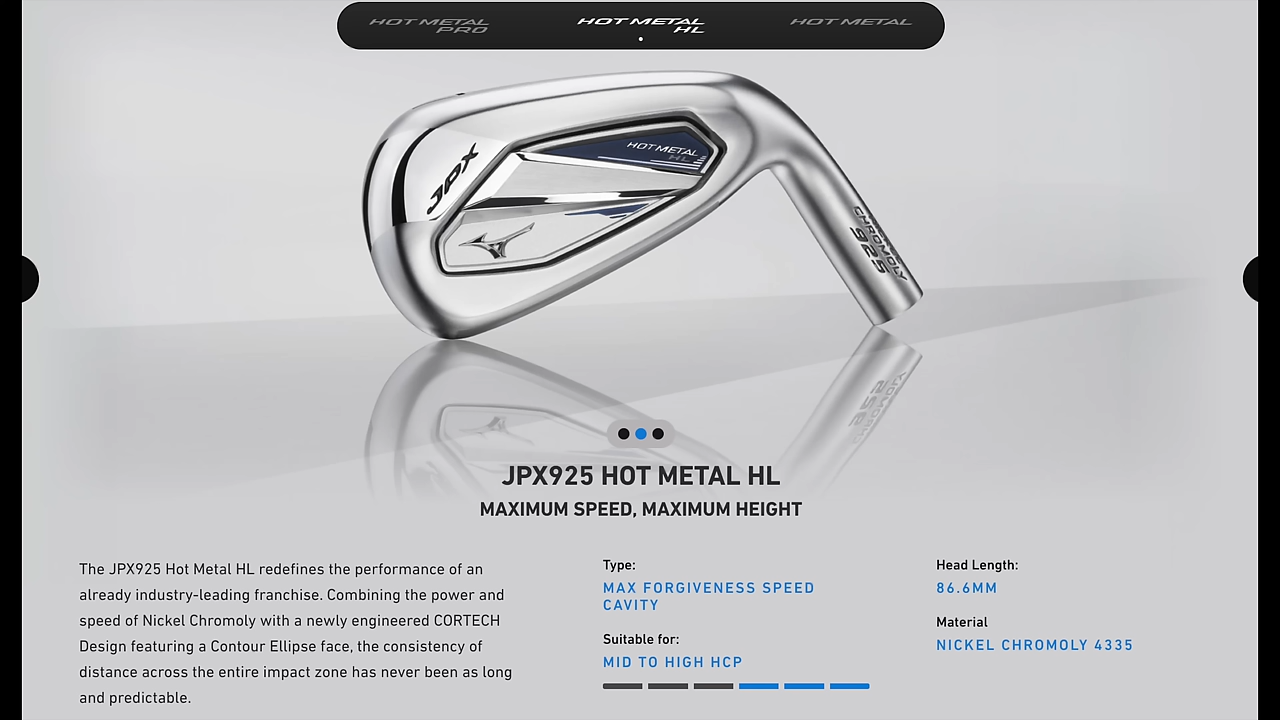 HOT METAL
PRO
HOT METAL
HL
HOT METAL
JPX
HOT METAL
HL
CHROMOLY
925
JPX925 HOT METAL HL
MAXIMUM SPEED, MAXIMUM HEIGHT
The JPX925 Hot Metal HL redefines the performance of an
already industry-leading franchise. Combining the power and
speed of Nickel Chromoly with a newly engineered CORTECH
Design featuring a Contour Ellipse face, the consistency of
distance across the entire impact zone has never been as long
and predictable.
Type:
MAX FORGIVENESS SPEED
CAVITY
Suitable for:
MID TO HIGH HCP
Head Length:
86.6MM
Material
NICKEL CHROMOLY 4335